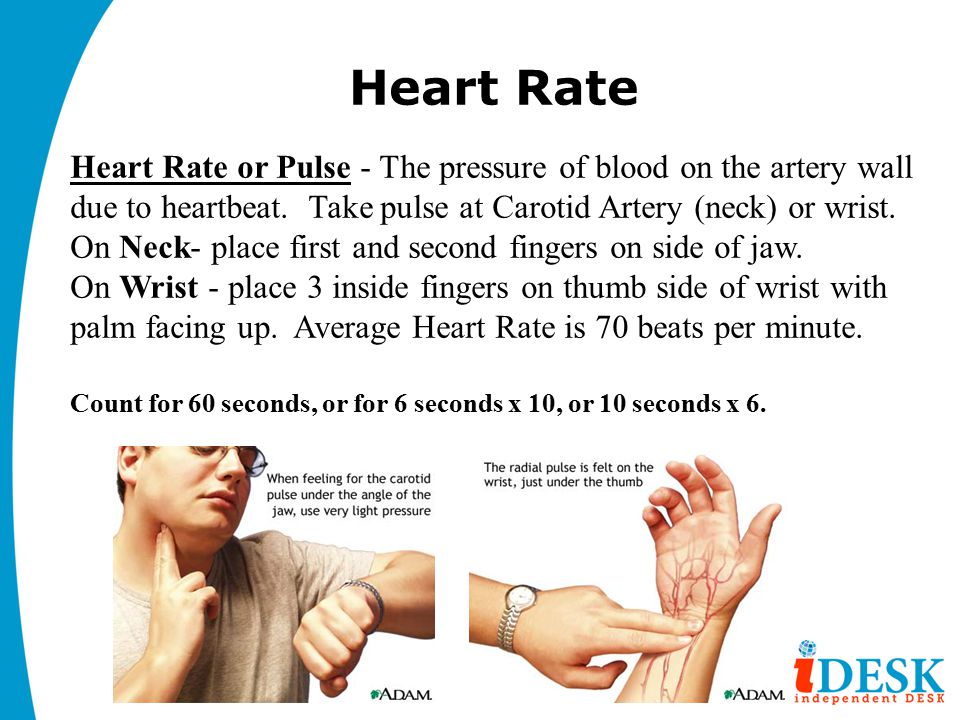 Heart Rate
Heart Rate or Pulse - The pressure of blood on the artery wall
due to heartbeat. Take pulse at Carotid Artery (neck) or wrist.
On Neck- place first and second fingers on side of jaw.
On Wrist - place 3 inside fingers on thumb side of wrist with
palm facing up. Average Heart Rate is 70 beats per minute.
Count for 60 seconds, or for 6 seconds x 10, or 10 seconds x 6.
When feeling for the carotid
pulse under the angle of the
jaw, use very light pressure
ADAM.
The radial pulse is felt on the
wrist, just under the thumb
ADAM.
iDESK
independent DESK